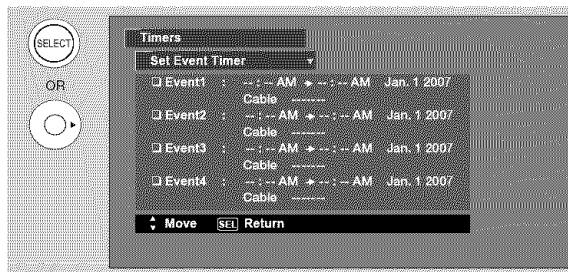 SELECT
OR
Timers
Set Event Timer
Event1 : -- : -- AM -- : -- AM Jan. 1 2007
Cable -------
Event2 : -- : -- AM -- : -- AM Jan. 1 2007
Cable -------
Event3 : -- : -- AM -- : -- AM Jan. 1 2007
Cable -------
Event4 : -- : -- AM -- : -- AM Jan. 1 2007
Cable -------
Move SEL Return